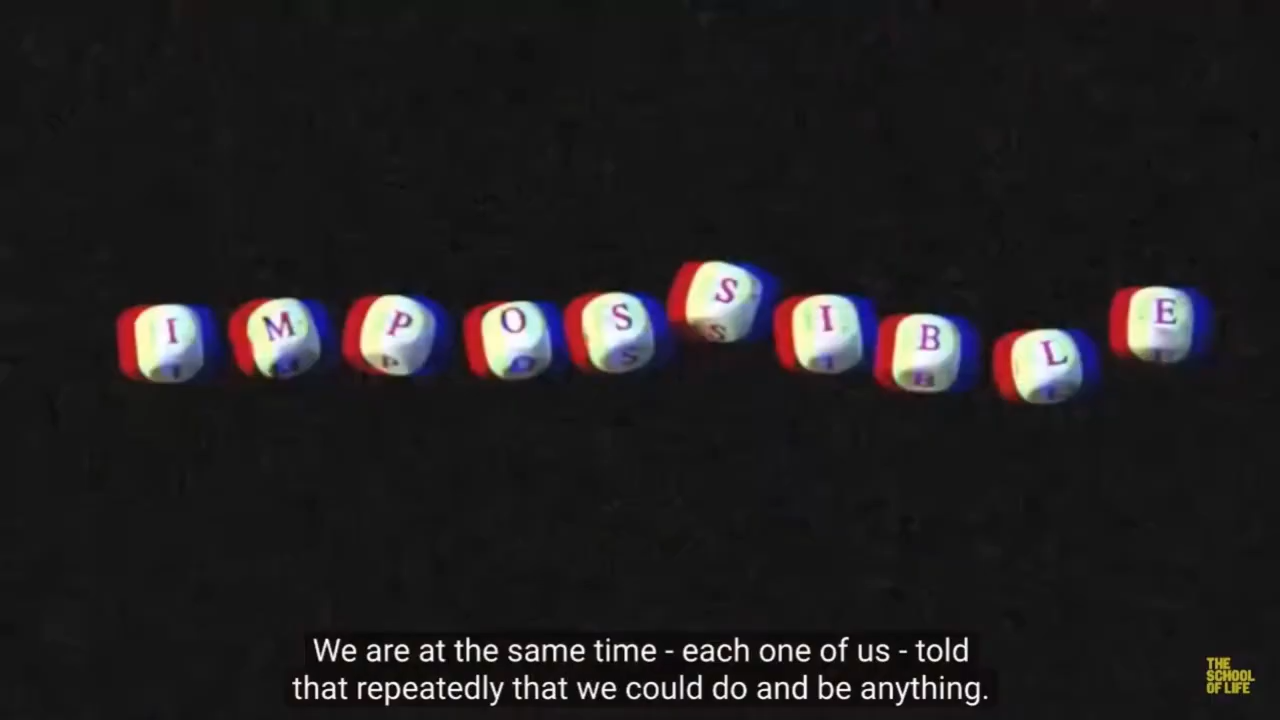 IMPOSSIBLE
We are at the same time - each one of us - told
that repeatedly that we could do and be anything.
THE
SCHOOL
OF LIFE